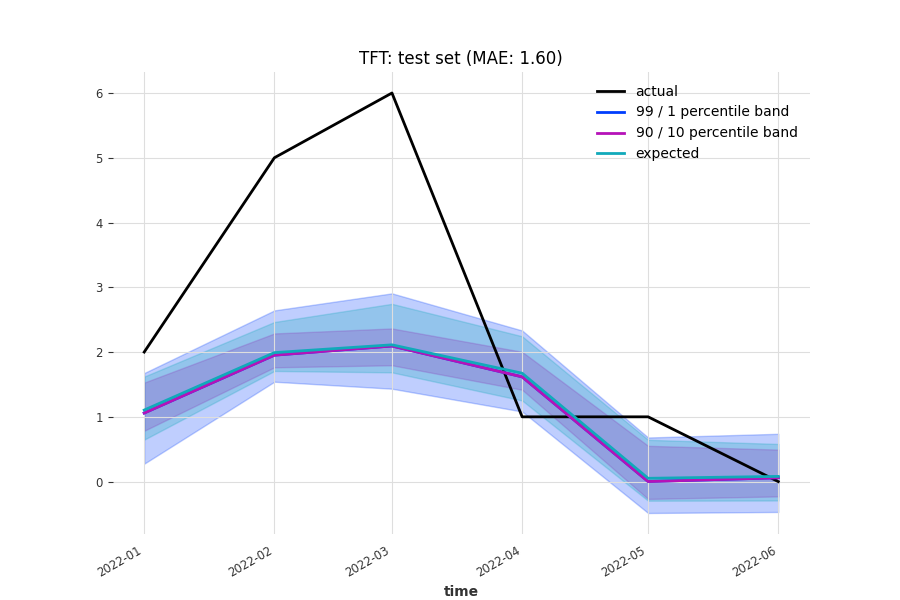 TFT: test set (MAE: 1.60)
actual
99 / 1 percentile band
90 / 10 percentile band
expected
6
5
4
3
2
1
0
2022-01
2022-02
2022-03
2022-04
2022-05
2022-06
time